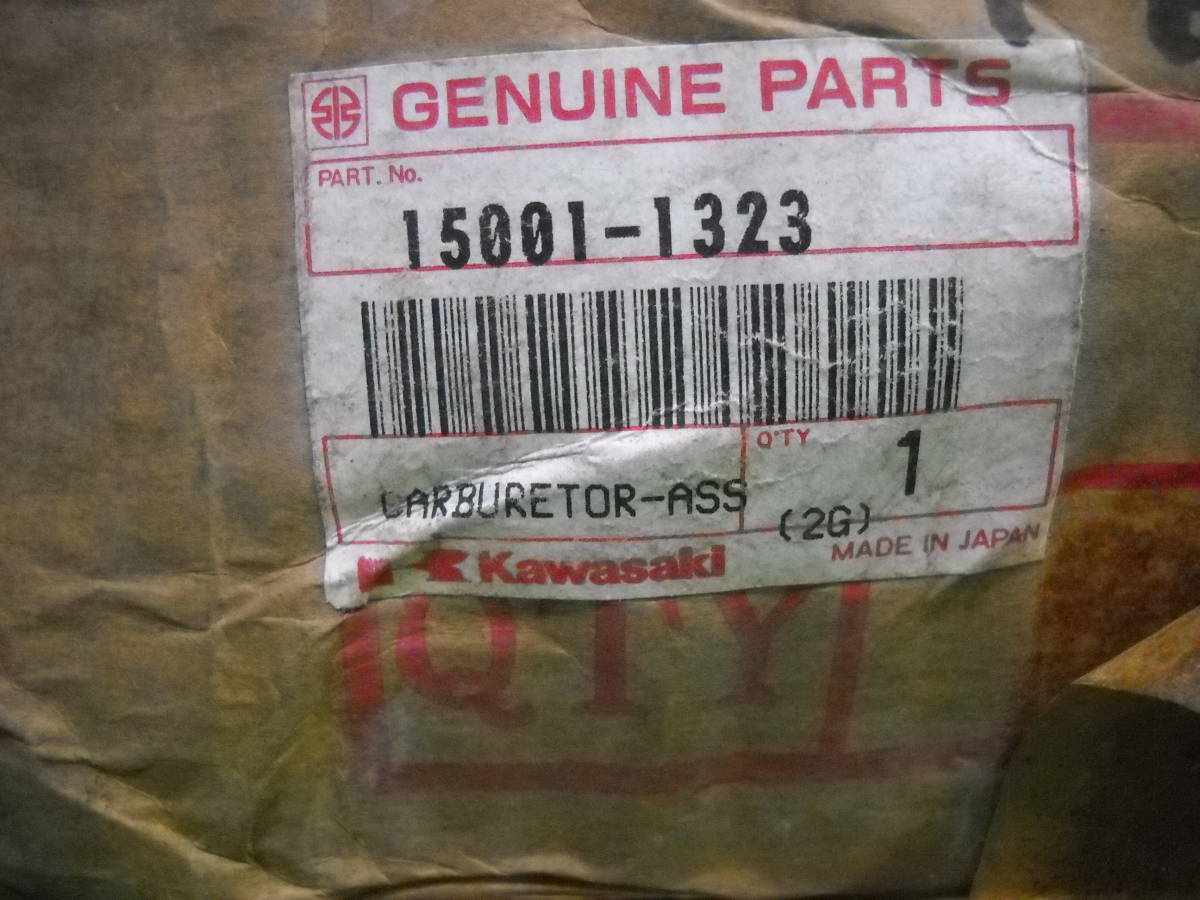 GENUINE PARTS
PART. No.
15001-1323
Q'TY
1
CARBURETOR-ASS
(2G)
Kawasaki
MADE IN JAPAN
QTY